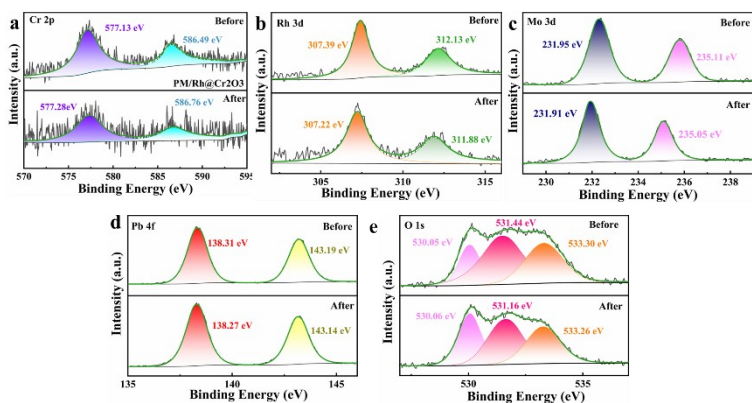 a
Cr 2p
Before
577.13 eV
586.49 eV
PM/Rh@Cr2O3
After
577.28eV
586.76 eV
Intensity (a.u.)
570 575 580 585 590 595
Binding Energy (eV)
b
Rh 3d
Before
307.39 eV
312.13 eV
After
307.22 eV
311.88 eV
Intensity (a.u.)
305 310 315
Binding Energy (eV)
c
Mo 3d
Before
231.95 eV
235.11 eV
After
231.91 eV
235.05 eV
Intensity (a.u.)
230 232 234 236 238
Binding Energy (eV)
d
Pb 4f
Before
138.31 eV
143.19 eV
After
138.27 eV
143.14 eV
Intensity (a.u.)
135 140 145
Binding Energy (eV)
e
O 1s
Before
531.44 eV
530.05 eV
533.30 eV
After
531.16 eV
530.06 eV
533.26 eV
Intensity (a.u.)
530 535
Binding Energy (eV)